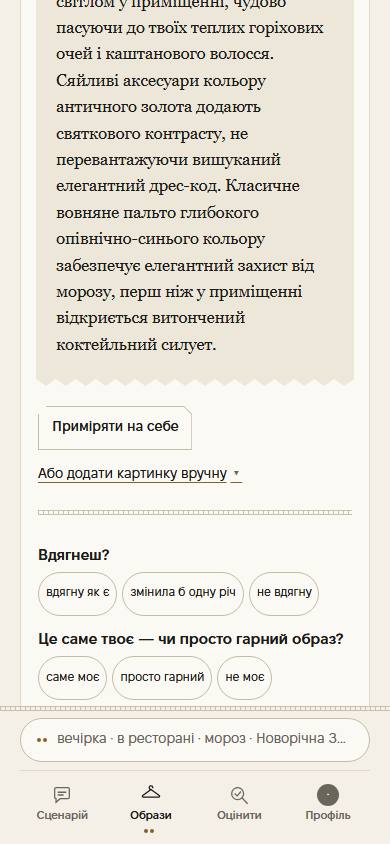 світлом у приміщенні, чудово
пасуючи до твоїх теплих горіхових
очей і каштанового волосся.
Сяйливі аксесуари кольору
античного золота додають
святкового контрасту, не
перевантажуючи вишуканий
елегантний дрес-код. Класичне
вовняне пальто глибокого
опівнічно-синього кольору
забезпечує елегантний захист від
морозу, перш ніж у приміщенні
відкриється витончений
коктейльний силует.
Приміряти на себе
Або додати картинку вручну ▾
Вдягнеш?
вдягну як є змінила б одну річ не вдягну
Це саме твоє — чи просто гарний образ?
саме моє просто гарний не моє
вечірка · в ресторані · мороз · Новорічна З...
Сценарій Образи Оцінити Профіль